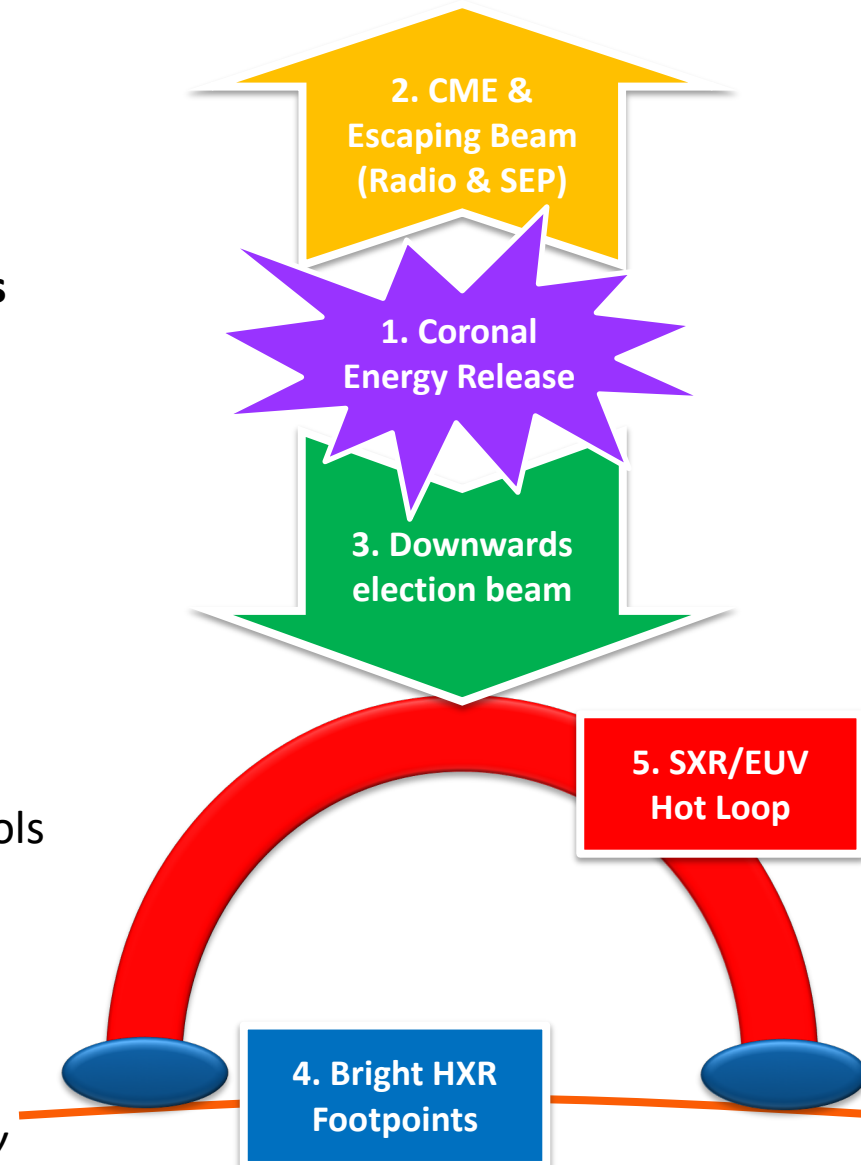 2. CME &
Escaping Beam
(Radio & SEP)
s
1. Coronal
Energy Release
3. Downwards
election beam
5. SXR/EUV
Hot Loop
ols
4. Bright HXR
Footpoints